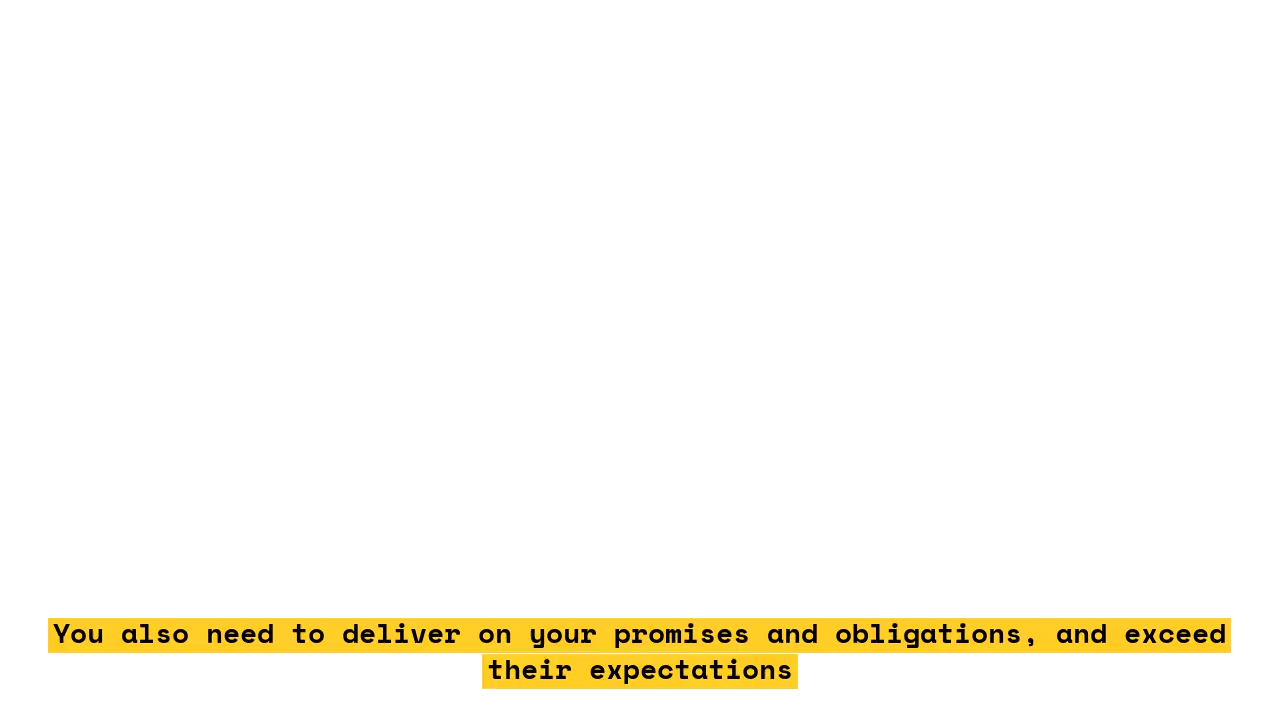 You also need to deliver on your promises and obligations, and exceed
their expectations